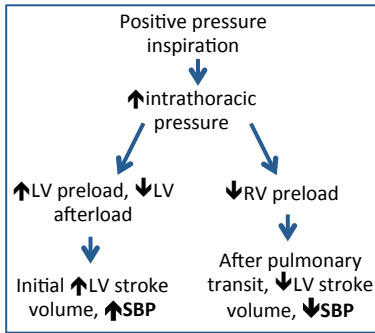 Positive pressure
inspiration
↑intrathoracic
pressure
↑LV preload, ↓LV
afterload
↓RV preload
Initial ↑LV stroke
volume, ↑SBP
After pulmonary
transit, ↓LV stroke
volume, ↓SBP